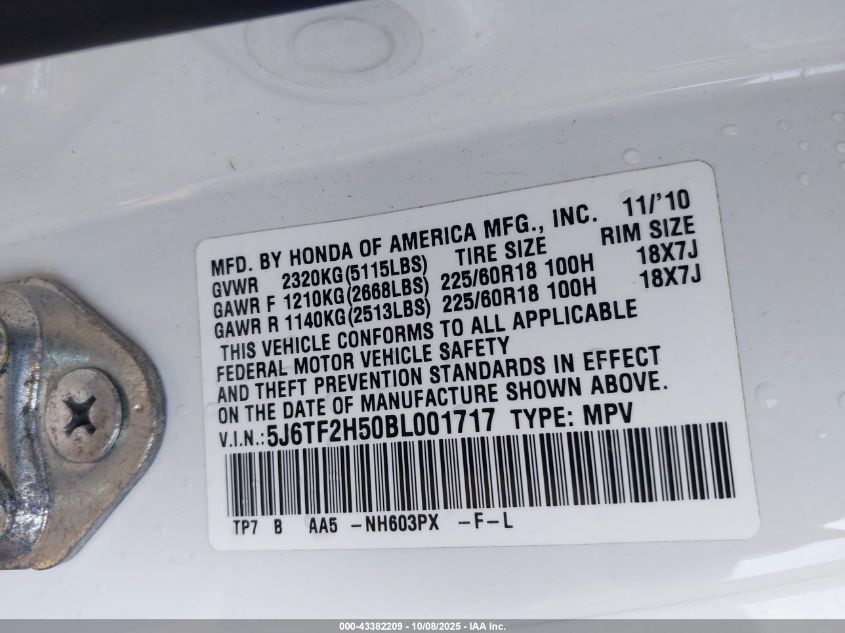 MFD. BY HONDA OF AMERICA MFG., INC. 11/'10
GVWR 2320KG(5115LBS) TIRE SIZE RIM SIZE
GAWR F 1210KG(2668LBS) 225/60R18 100H 18X7J
GAWR R 1140KG(2513LBS) 225/60R18 100H 18X7J
THIS VEHICLE CONFORMS TO ALL APPLICABLE
FEDERAL MOTOR VEHICLE SAFETY
AND THEFT PREVENTION STANDARDS IN EFFECT
ON THE DATE OF MANUFACTURE SHOWN ABOVE.
V.I.N.: 5J6TF2H50BL001717 TYPE: MPV
TP7 B AA5 -NH603PX -F-L
000-43382209 - 10/08/2025 - IAA Inc.